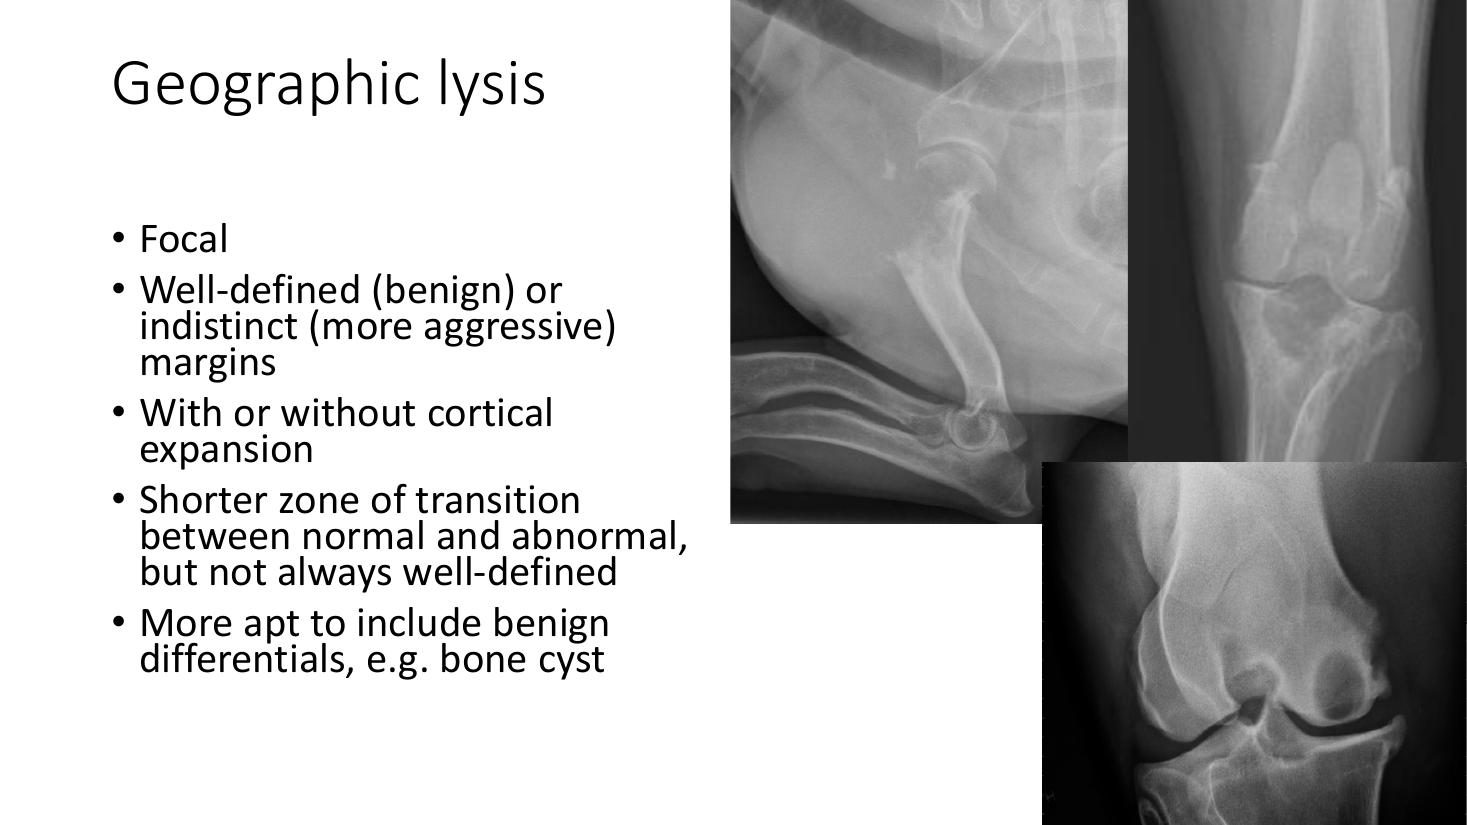 Geographic lysis
• Focal
• Well-defined (benign) or
indistinct (more aggressive)
margins
• With or without cortical
expansion
• Shorter zone of transition
between normal and abnormal,
but not always well-defined
• More apt to include benign
differentials, e.g. bone cyst